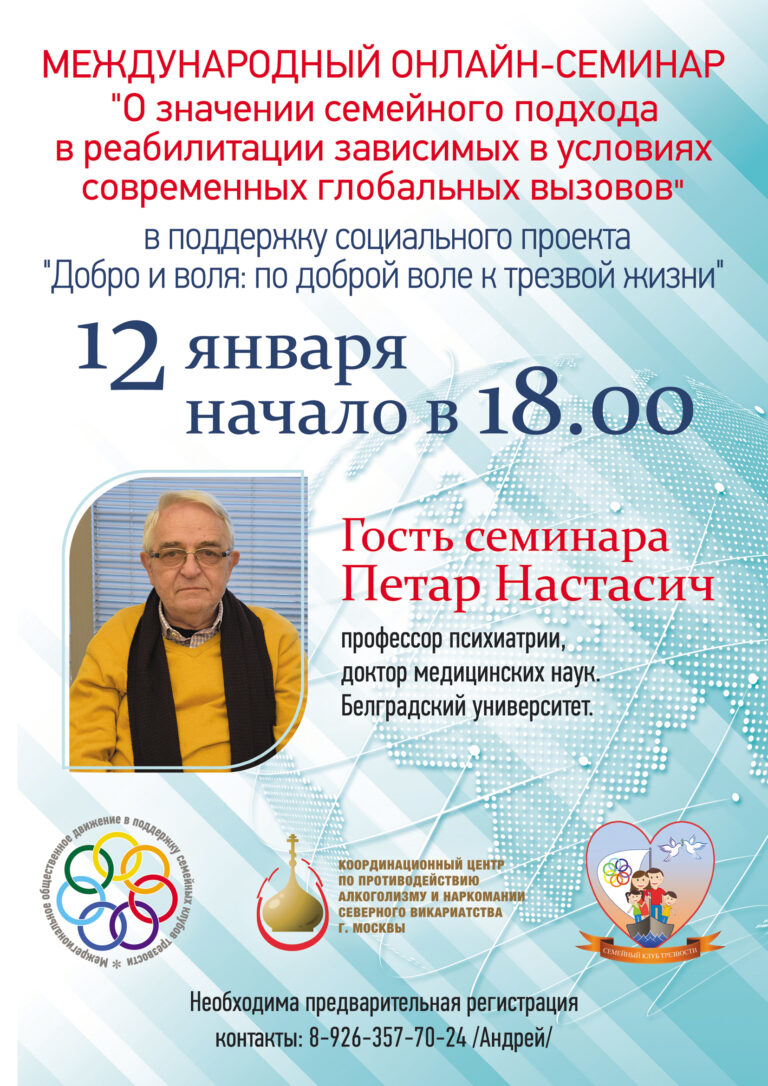 МЕЖДУНАРОДНЫЙ ОНЛАЙН-СЕМИНАР
"О значении семейного подхода
в реабилитации зависимых в условиях
современных глобальных вызовов"
в поддержку социального проекта
"Добро и воля: по доброй воле к трезвой жизни"
12 января
начало в 18.00
Гость семинара
Петар Настасич
профессор психиатрии,
доктор медицинских наук.
Белградский университет.
Межрегиональное общественное движение в поддержку семейных клубов трезвости *
КООРДИНАЦИОННЫЙ ЦЕНТР
ПО ПРОТИВОДЕЙСТВИЮ
АЛКОГОЛИЗМУ И НАРКОМАНИИ
СЕВЕРНОГО ВИКАРИАТСТВА
Г. МОСКВЫ
СЕМЕЙНЫЙ КЛУБ ТРЕЗВОСТИ
Необходима предварительная регистрация
контакты: 8-926-357-70-24 /Андрей/